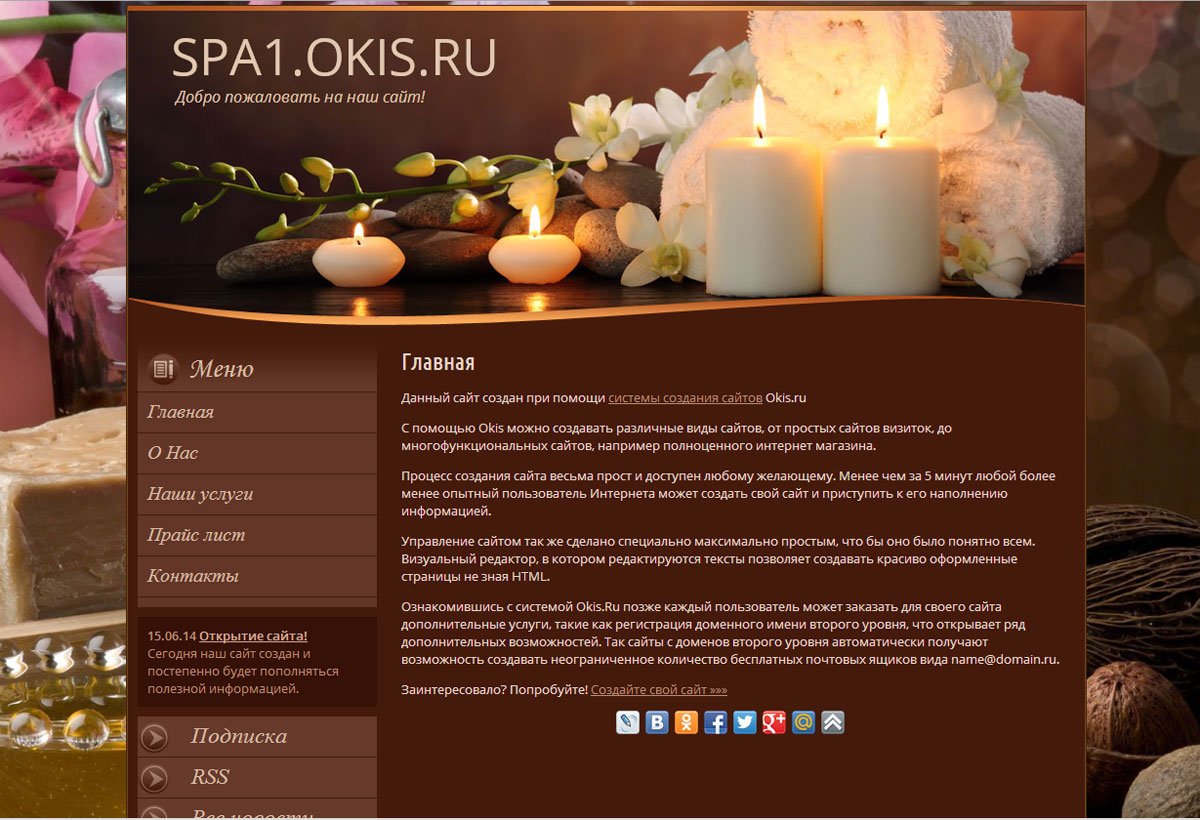 SPA1.OKIS.RU
Добро пожаловать на наш сайт!
Меню
Главная
О Нас
Наши услуги
Прайс лист
Контакты
15.06.14 Открытие сайта!
Сегодня наш сайт создан и
постепенно будет пополняться
полезной информацией.
Подписка
RSS
Все новости
Главная
Данный сайт создан при помощи системы создания сайтов Okis.ru
С помощью Okis можно создавать различные виды сайтов, от простых сайтов визиток, до
многофункциональных сайтов, например полноценного интернет магазина.
Процесс создания сайта весьма прост и доступен любому желающему. Менее чем за 5 минут любой более
менее опытный пользователь Интернета может создать свой сайт и приступить к его наполнению
информацией.
Управление сайтом так же сделано специально максимально простым, что бы оно было понятно всем.
Визуальный редактор, в котором редактируются тексты позволяет создавать красиво оформленные
страницы не зная HTML.
Ознакомившись с системой Okis.Ru позже каждый пользователь может заказать для своего сайта
дополнительные услуги, такие как регистрация доменного имени второго уровня, что открывает ряд
дополнительных возможностей. Так сайты с доменов второго уровня автоматически получают
возможность создавать неограниченное количество бесплатных почтовых ящиков вида name@domain.ru.
Заинтересовало? Попробуйте! Создайте свой сайт »»»